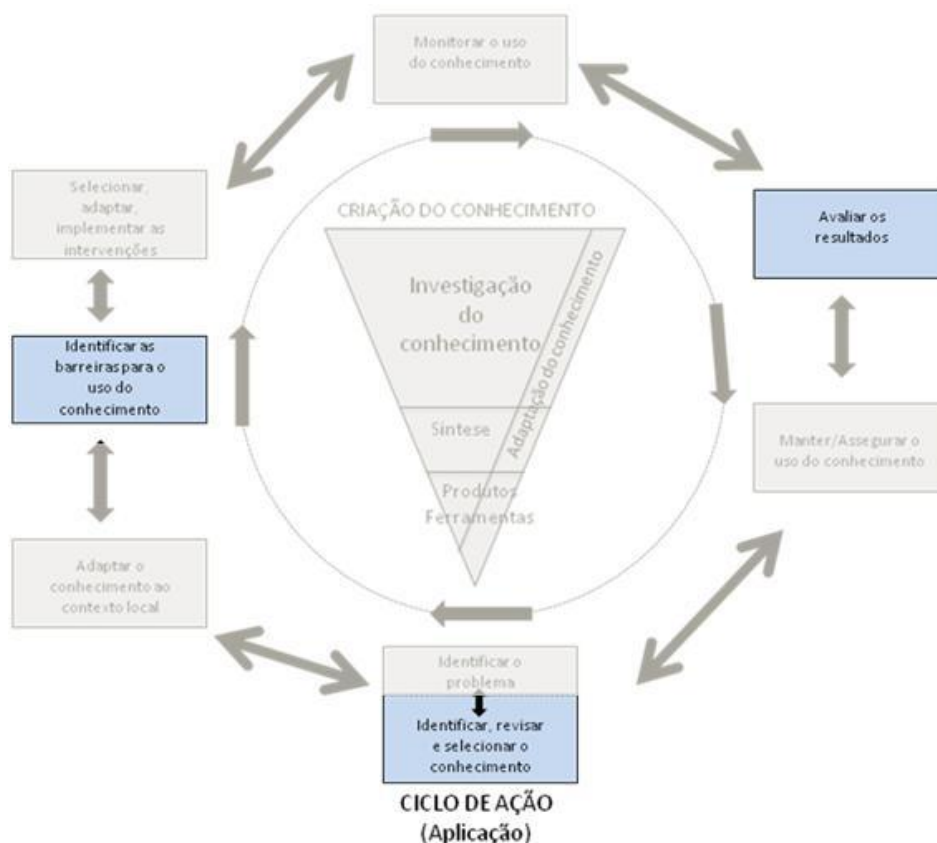 Monitorar o uso
do conhecimento
Selecionar,
adaptar,
implementar as
intervenções
CRIAÇÃO DO CONHECIMENTO
Avaliar os
resultados
Investigação
do
conhecimento
Adaptação do conhecimento
Identificar as
barreiras para o
uso do
conhecimento
Síntese
Manter/Assegurar o
uso do conhecimento
Produtos
Ferramentas
Adaptar o
conhecimento ao
contexto local
Identificar o
problema
Identificar, revisar
e selecionar o
conhecimento
CICLO DE AÇÃO
(Aplicação)